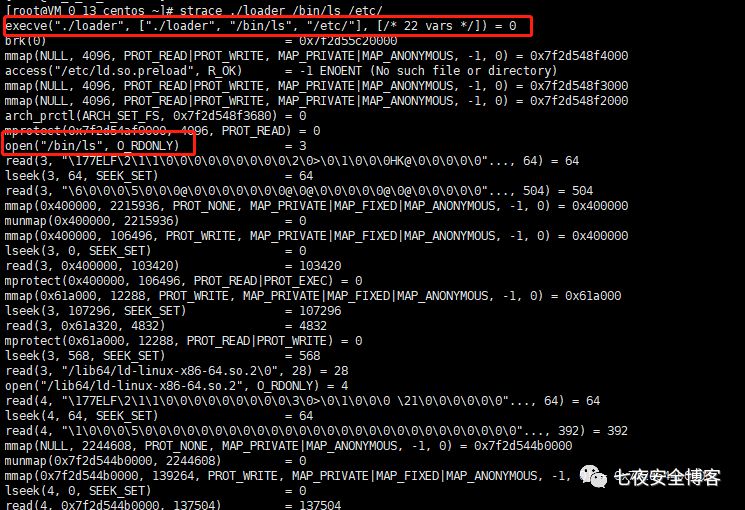 [root@VM_0_13_centos ~]# strace ./loader /bin/ls /etc/
execve("./loader", ["./loader", "/bin/ls", "/etc/"], [/* 22 vars */]) = 0
brk(0) = 0x7f2d55c20000
mmap(NULL, 4096, PROT_READ|PROT_WRITE, MAP_PRIVATE|MAP_ANONYMOUS, -1, 0) = 0x7f2d548f4000
access("/etc/ld.so.preload", R_OK) = -1 ENOENT (No such file or directory)
mmap(NULL, 4096, PROT_READ|PROT_WRITE, MAP_PRIVATE|MAP_ANONYMOUS, -1, 0) = 0x7f2d548f3000
mmap(NULL, 4096, PROT_READ|PROT_WRITE, MAP_PRIVATE|MAP_ANONYMOUS, -1, 0) = 0x7f2d548f2000
arch_prctl(ARCH_SET_FS, 0x7f2d548f3680) = 0
mprotect(0x7f2d54af0000, 4096, PROT_READ) = 0
open("/bin/ls", O_RDONLY) = 3
read(3, "\177ELF\2\1\1\0\0\0\0\0\0\0\0\0\2\0>\0\1\0\0\0HK@\0\0\0\0\0"..., 64) = 64
lseek(3, 64, SEEK_SET) = 64
read(3, "\6\0\0\0\5\0\0\0@\0\0\0\0\0\0\0@\0@\0\0\0\0\0@\0@\0\0\0\0\0"..., 504) = 504
mmap(0x400000, 2215936, PROT_NONE, MAP_PRIVATE|MAP_FIXED|MAP_ANONYMOUS, -1, 0) = 0x400000
munmap(0x400000, 2215936) = 0
mmap(0x400000, 106496, PROT_WRITE, MAP_PRIVATE|MAP_FIXED|MAP_ANONYMOUS, -1, 0) = 0x400000
lseek(3, 0, SEEK_SET) = 0
read(3, 0x400000, 103420) = 103420
mprotect(0x400000, 106496, PROT_READ|PROT_EXEC) = 0
mmap(0x61a000, 12288, PROT_WRITE, MAP_PRIVATE|MAP_FIXED|MAP_ANONYMOUS, -1, 0) = 0x61a000
lseek(3, 107296, SEEK_SET) = 107296
read(3, 0x61a320, 4832) = 4832
mprotect(0x61a000, 12288, PROT_READ|PROT_WRITE) = 0
lseek(3, 568, SEEK_SET) = 568
read(3, "/lib64/ld-linux-x86-64.so.2\0", 28) = 28
open("/lib64/ld-linux-x86-64.so.2", O_RDONLY) = 4
read(4, "\177ELF\2\1\1\0\0\0\0\0\0\0\0\0\3\0>\0\1\0\0\0 \21\0\0\0\0\0\0"..., 64) = 64
lseek(4, 64, SEEK_SET) = 64
read(4, "\1\0\0\0\5\0\0\0\0\0\0\0\0\0\0\0\0\0\0\0\0\0\0\0\0\0\0\0\0\0\0\0"..., 392) = 392
mmap(NULL, 2244608, PROT_NONE, MAP_PRIVATE|MAP_ANONYMOUS, -1, 0) = 0x7f2d544b0000
munmap(0x7f2d544b0000, 2244608) = 0
mmap(0x7f2d544b0000, 139264, PROT_WRITE, MAP_PRIVATE|MAP_FIXED|MAP_ANONYMOUS, -1,
lseek(4, 0, SEEK_SET) = 0
read(4, 0x7f2d544b0000, 137504) = 137504
七夜安全博客